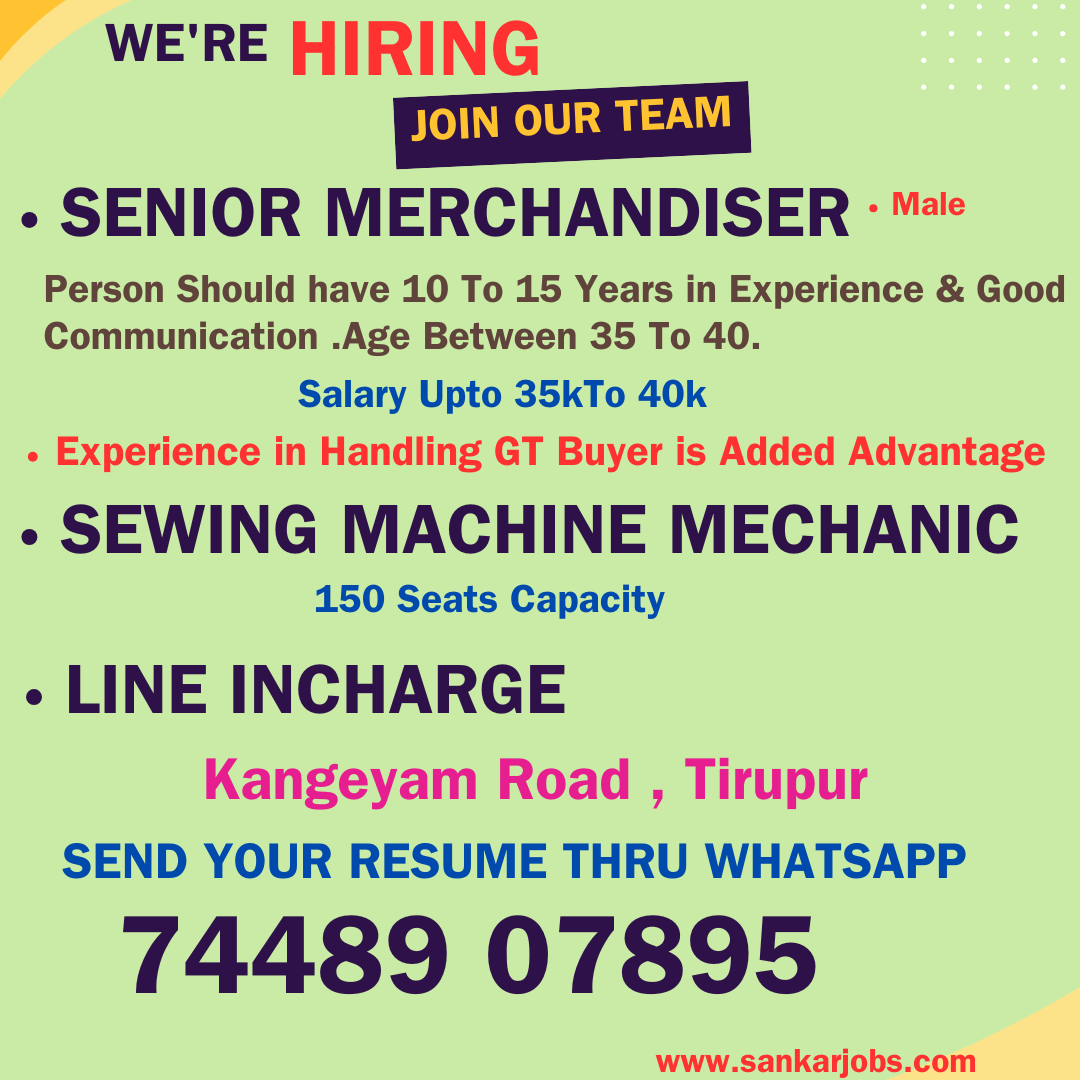 WE'RE HIRING
JOIN OUR TEAM
• SENIOR MERCHANDISER • Male
Person Should have 10 To 15 Years in Experience & Good
Communication .Age Between 35 To 40.
Salary Upto 35kTo 40k
• Experience in Handling GT Buyer is Added Advantage
• SEWING MACHINE MECHANIC
150 Seats Capacity
• LINE INCHARGE
Kangeyam Road , Tirupur
SEND YOUR RESUME THRU WHATSAPP
74489 07895
www.sankarjobs.com